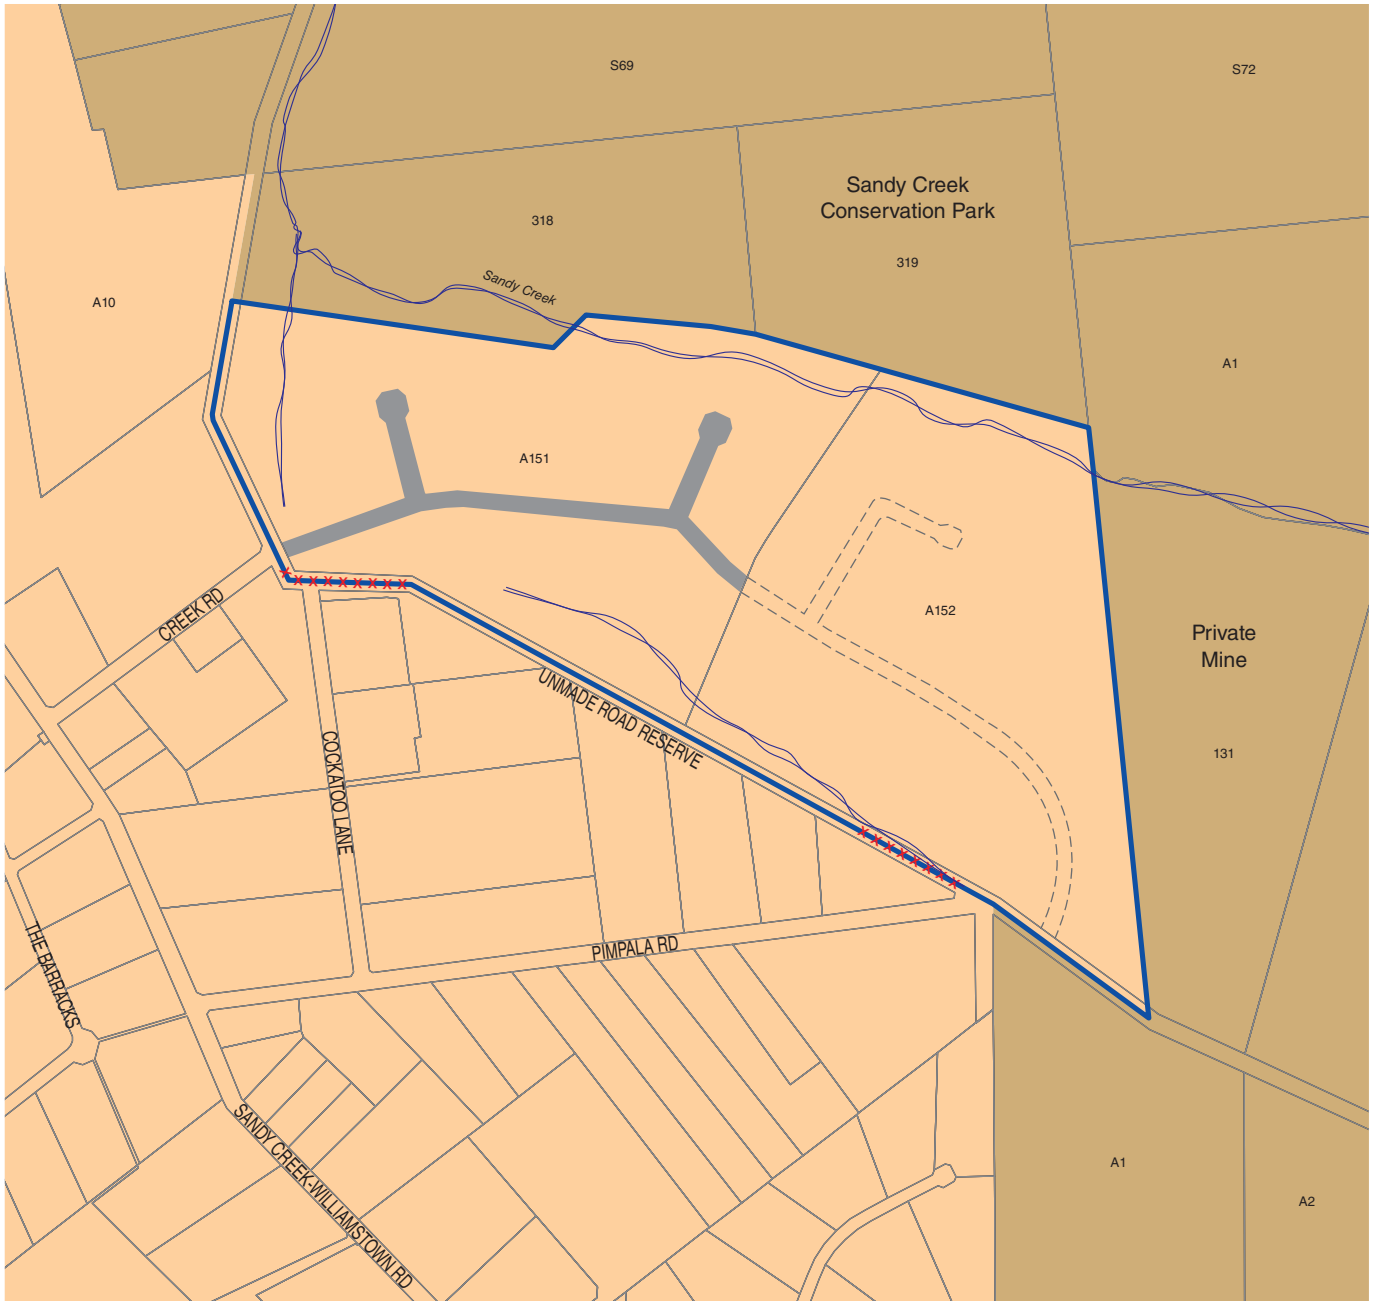 S69
S72
Sandy Creek
Conservation Park
318
319
Sandy Creek
A10
A1
A151
A152
CREEK RD
Private
Mine
UNMADE ROAD RESERVE
COCKATOO LANE
131
THE BARRACKS
PIMPALA RD
SANDY CREEK-WILLIAMSTOWN RD
A1
A2